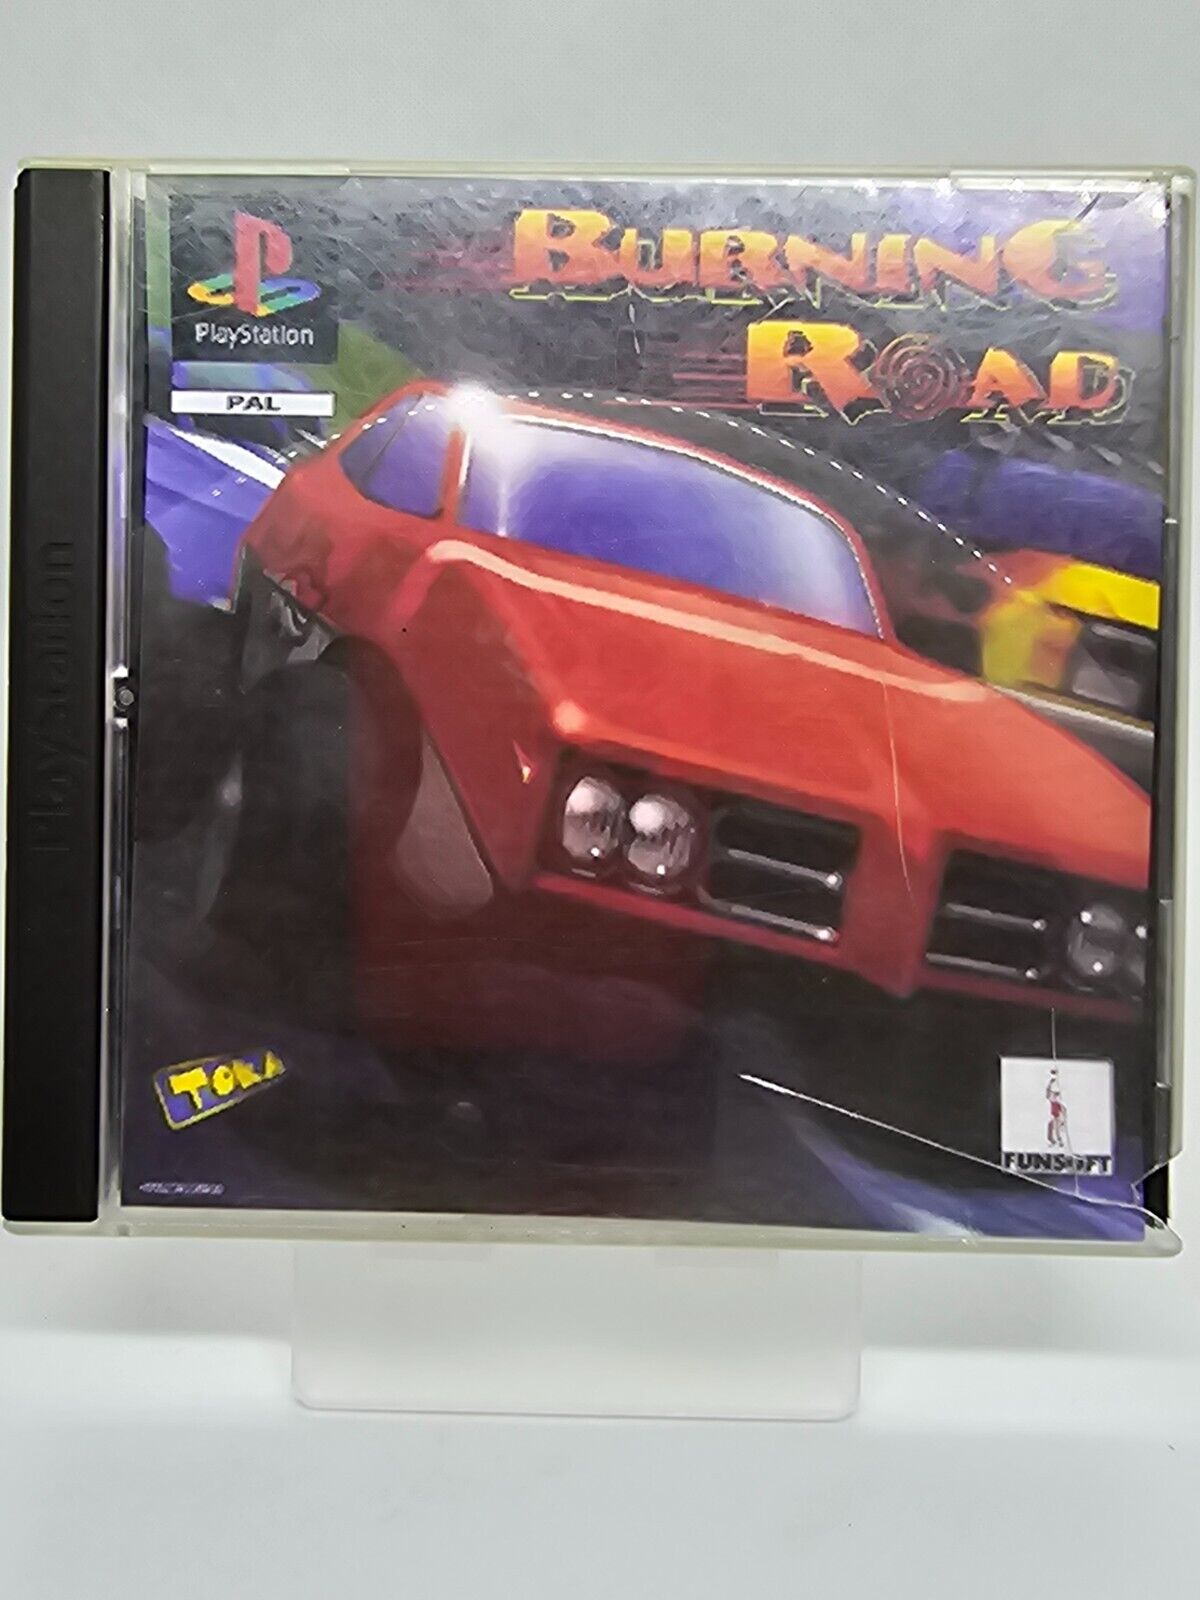 BURNING
ROAD
PlayStation
PAL
PlayStation
TOKA
FUNSOFT